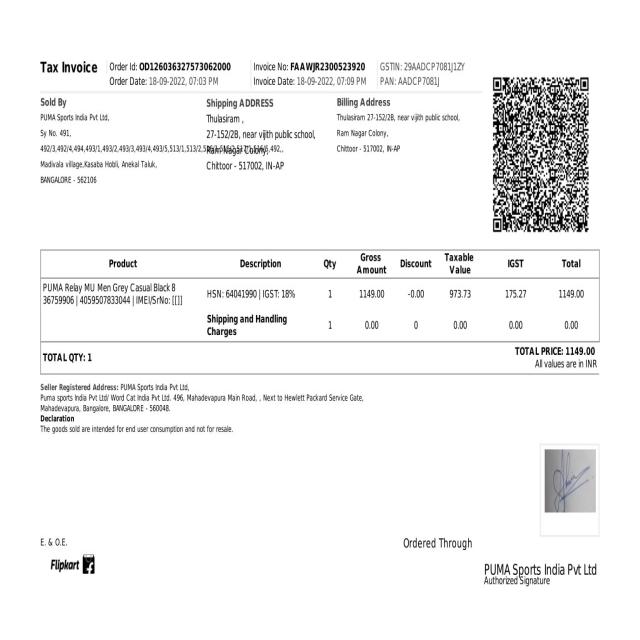 Tax Invoice
Order Id: OD126036327573062000
Order Date: 18-09-2022, 07:03 PM
Invoice No: FAAWJR2300523920
Invoice Date: 18-09-2022, 07:09 PM
GSTIN: 29AADCP7081J1ZY
PAN: AADCP7081J
Sold By
PUMA Sports India Pvt Ltd,
Sy No. 491,
492/3,492/4,494,493/1,493/2,493/3,493/4,493/5,513/1,513/2,
Madivala village,Kasaba Hobli, Anekal Taluk,
BANGALORE - 562106
Shipping ADDRESS
Thulasiram ,
27-152/2B, near vijith public school,
Ram Nagar Colony,
Chittoor - 517002, IN-AP
Billing Address
Thulasiram 27-152/2B, near vijith public school,
Ram Nagar Colony,
Chittoor - 517002, IN-AP
Product Description Qty Gross Amount Discount Taxable Value IGST Total
PUMA Relay MU Men Grey Casual Black 8
36759906 | 4059507833044 | IMEI/SrNo: [[]]
HSN: 64041990 | IGST: 18% 1 1149.00 -0.00 973.73 175.27 1149.00
Shipping and Handling
Charges 1 0.00 0 0.00 0.00 0.00
TOTAL QTY: 1
TOTAL PRICE: 1149.00
All values are in INR
Seller Registered Address: PUMA Sports India Pvt Ltd,
Puma sports India Pvt Ltd/ Word Cat India Pvt Ltd. 496, Mahadevapura Main Road, , Next to Hewlett Packard Service Gate,
Mahadevapura, Bangalore, BANGALORE - 560048.
Declaration
The goods sold are intended for end user consumption and not for resale.
E. & O.E.
Ordered Through
Flipkart
PUMA Sports India Pvt Ltd
Authorized Signature